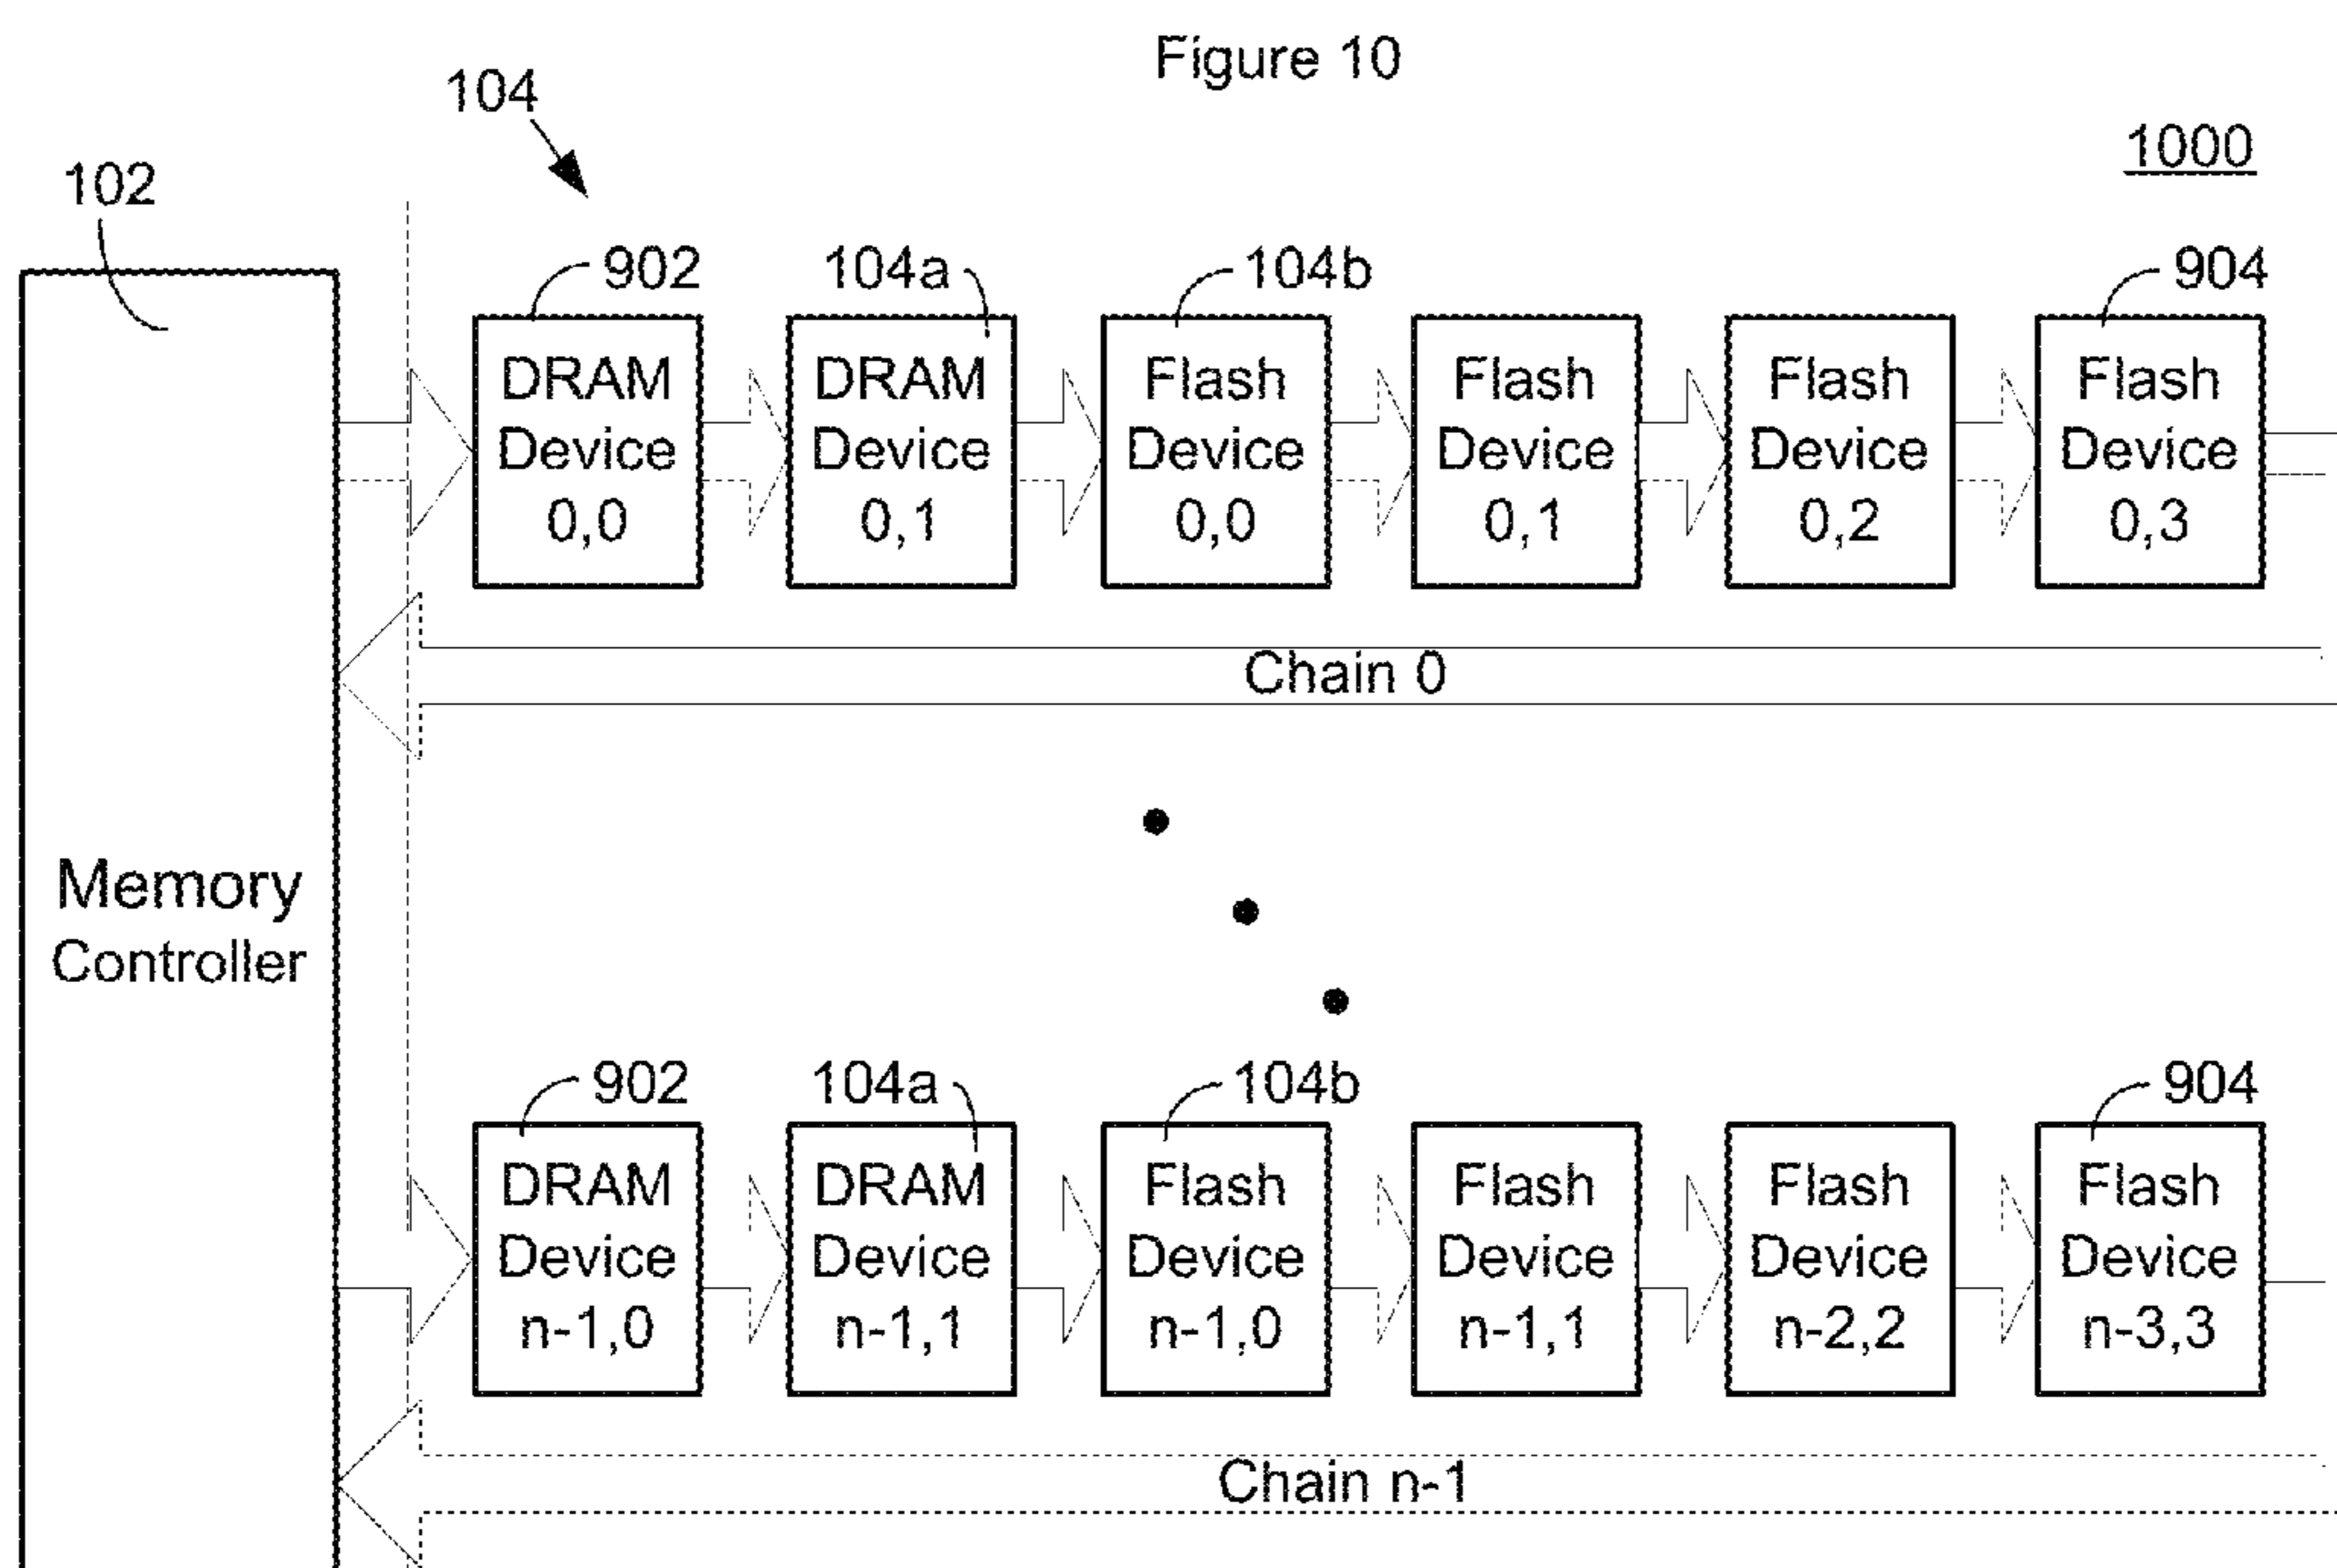 Figure 10
104
1000
102
902
104a
104b
904
DRAM
Device
0,0
DRAM
Device
0,1
Flash
Device
0,0
Flash
Device
0,1
Flash
Device
0,2
Flash
Device
0,3
Chain 0
Memory
Controller
902
104a
104b
904
DRAM
Device
n-1,0
DRAM
Device
n-1,1
Flash
Device
n-1,0
Flash
Device
n-1,1
Flash
Device
n-2,2
Flash
Device
n-3,3
Chain n-1